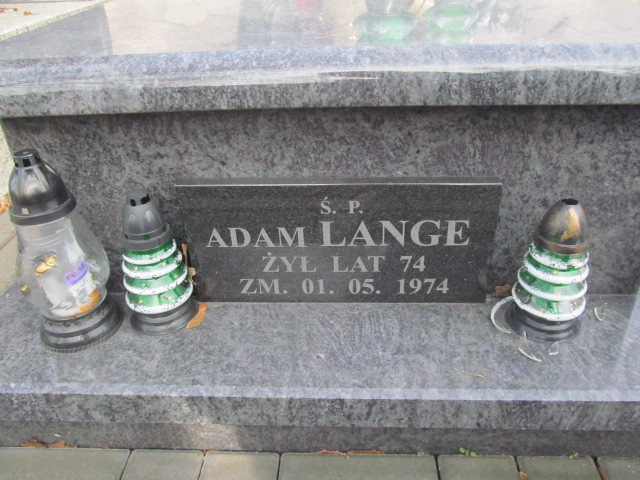 Ś. P.
ADAM LANGE
ŻYŁ LAT 74
ZM. 01. 05. 1974